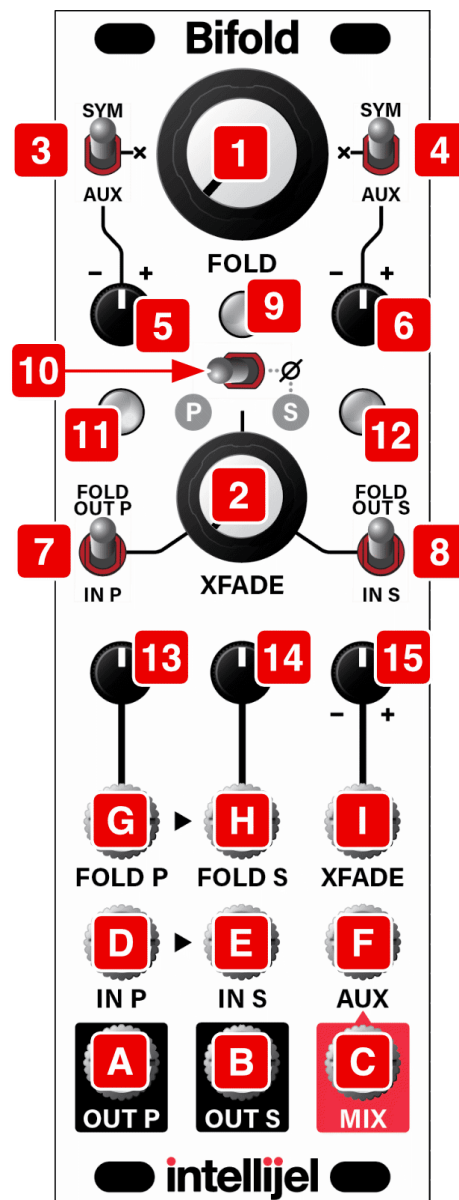 Bifold
SYM SYM
3 × 1 × 4
AUX AUX
FOLD
− + 9 − +
5 6
10 Ø
P S
11 12
FOLD OUT P 2 FOLD OUT S
7 8
IN P XFADE IN S
13 14 15
− +
G ▶ H I
FOLD P FOLD S XFADE
D ▶ E F
IN P IN S AUX
A B C
OUT P OUT S MIX
intellijel